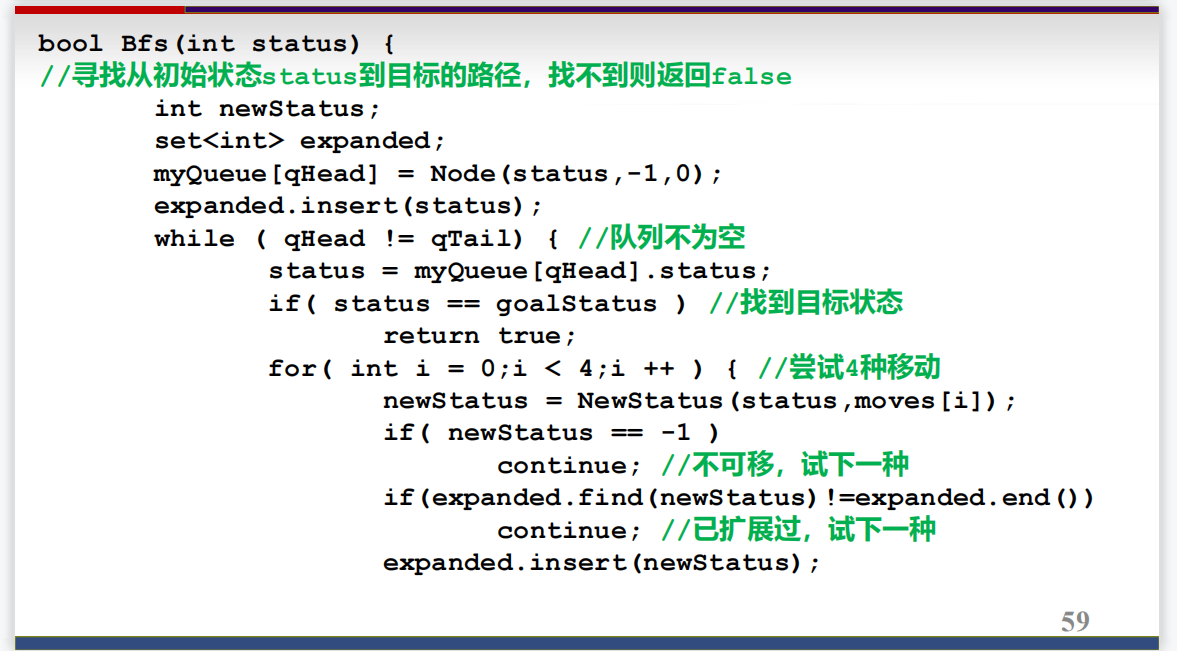 bool Bfs(int status) {
//寻找从初始状态status到目标的路径，找不到则返回false
int newStatus;
set<int> expanded;
myQueue[qHead] = Node(status,-1,0);
expanded.insert(status);
while ( qHead != qTail) { //队列不为空
status = myQueue[qHead].status;
if( status == goalStatus ) //找到目标状态
return true;
for( int i = 0;i < 4;i ++ ) { //尝试4种移动
newStatus = NewStatus(status,moves[i]);
if( newStatus == -1 )
continue; //不可移，试下一种
if(expanded.find(newStatus)!=expanded.end())
continue; //已扩展过，试下一种
expanded.insert(newStatus);
59